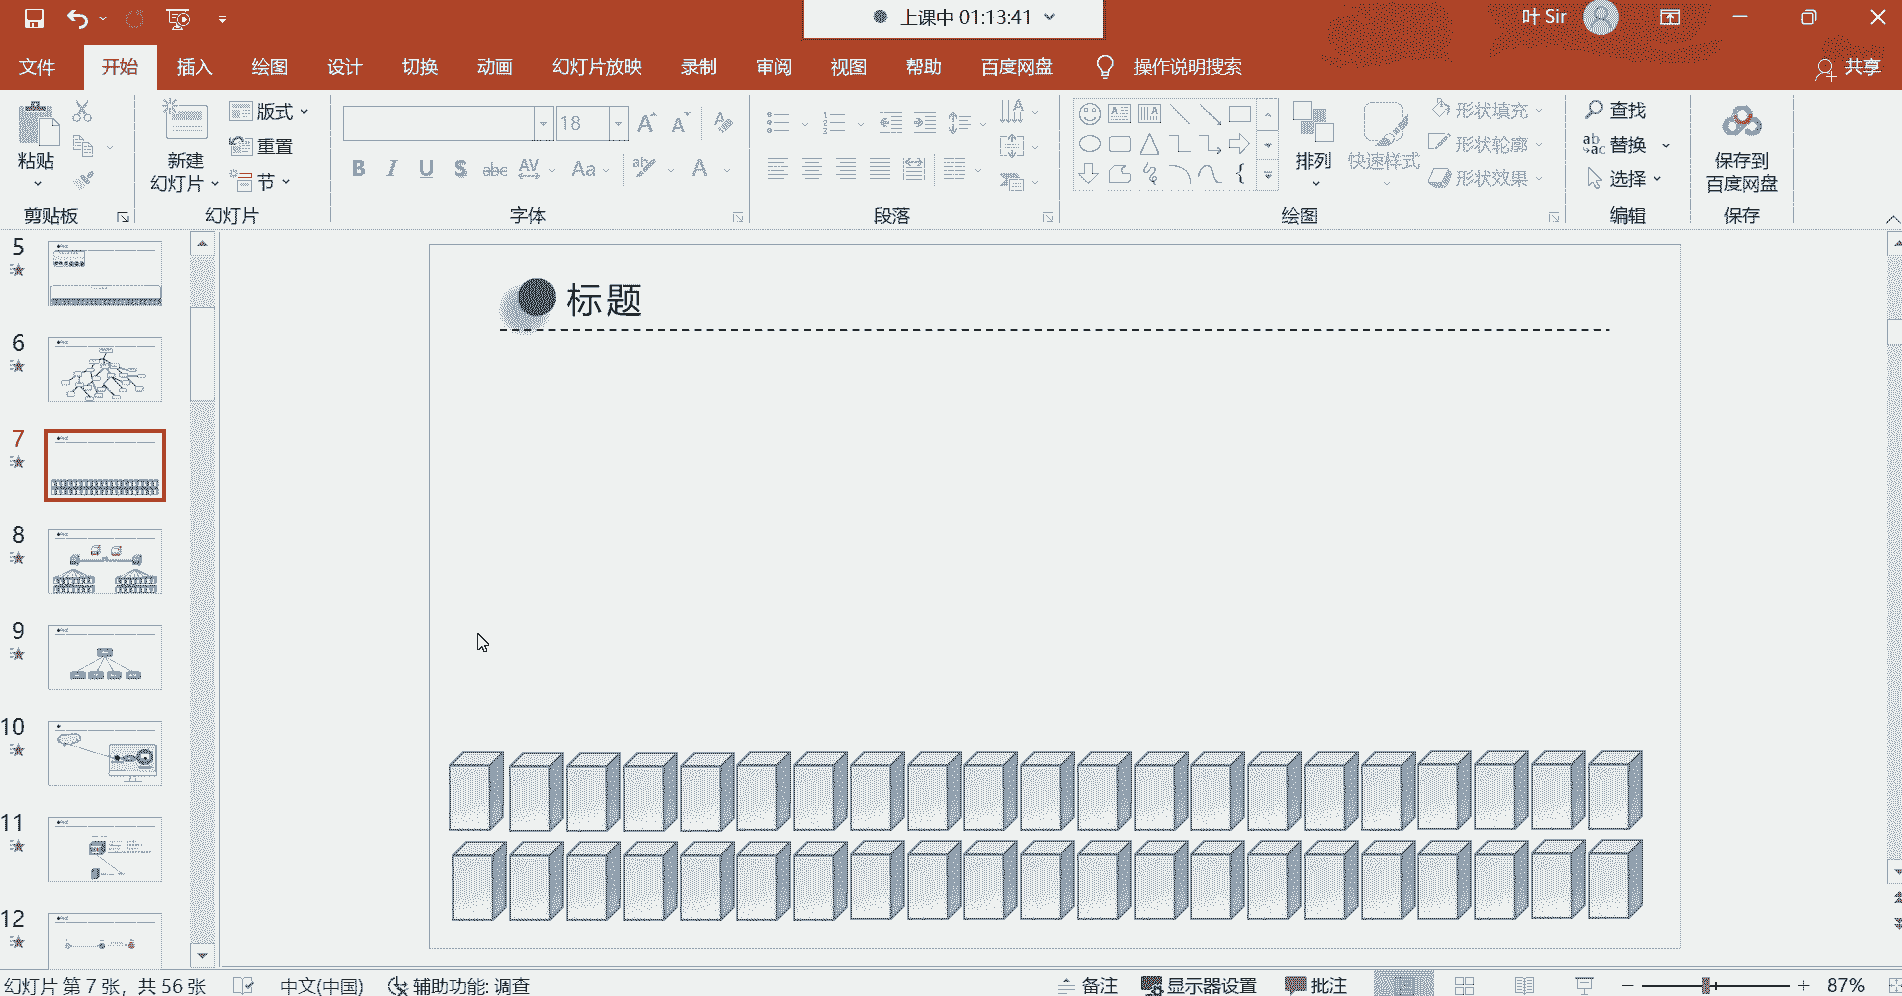 上课中 01:13:41
叶 Sir
文件 开始 插入 绘图 设计 切换 动画 幻灯片放映 录制 审阅 视图 帮助 百度网盘 操作说明搜索 共享
粘贴
剪贴板
新建
幻灯片
版式
重置
节
幻灯片
18
B I U S abc AV Aa A
字体
段落
排列
快速样式
形状填充
形状轮廓
形状效果
绘图
查找
替换
选择
编辑
保存到
百度网盘
保存
5
6
7
8
9
10
11
12
标题
幻灯片 第 7 张，共 56 张 中文(中国) 辅助功能: 调查 备注 显示器设置 批注 87%